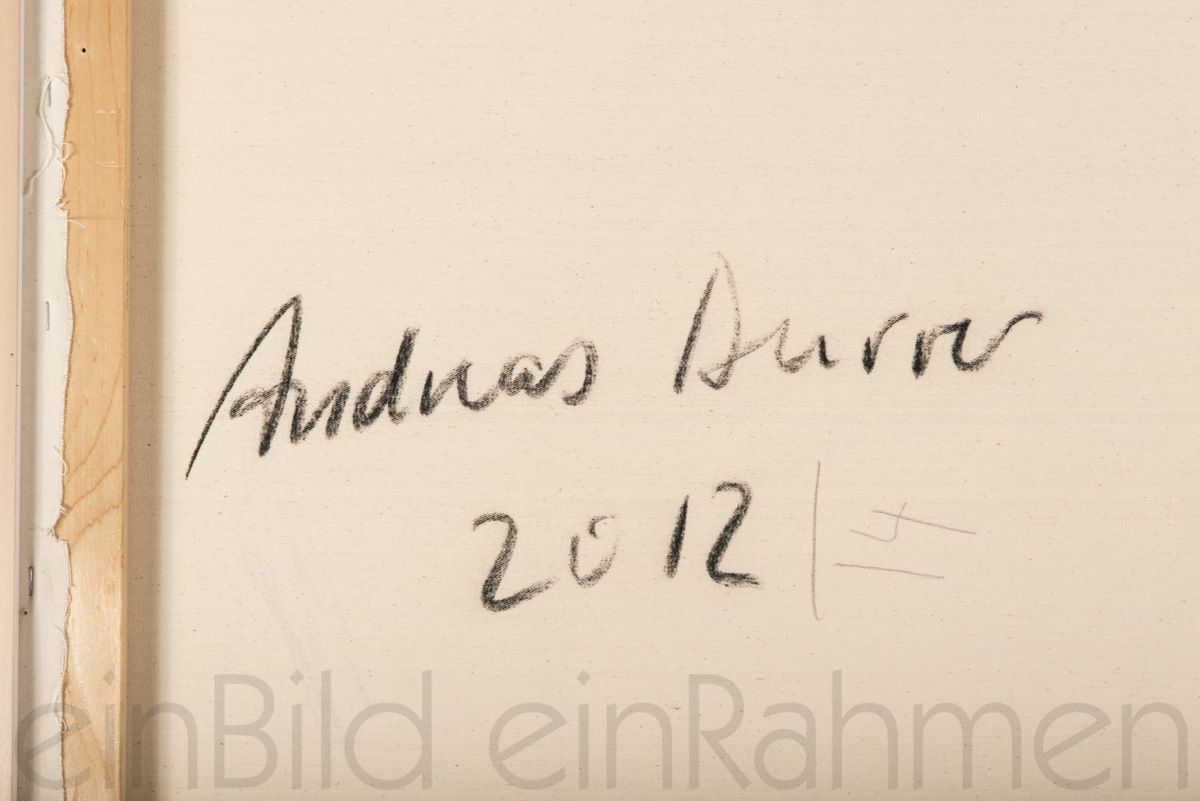 Andreas Durrer
2012
einBild einRahmen